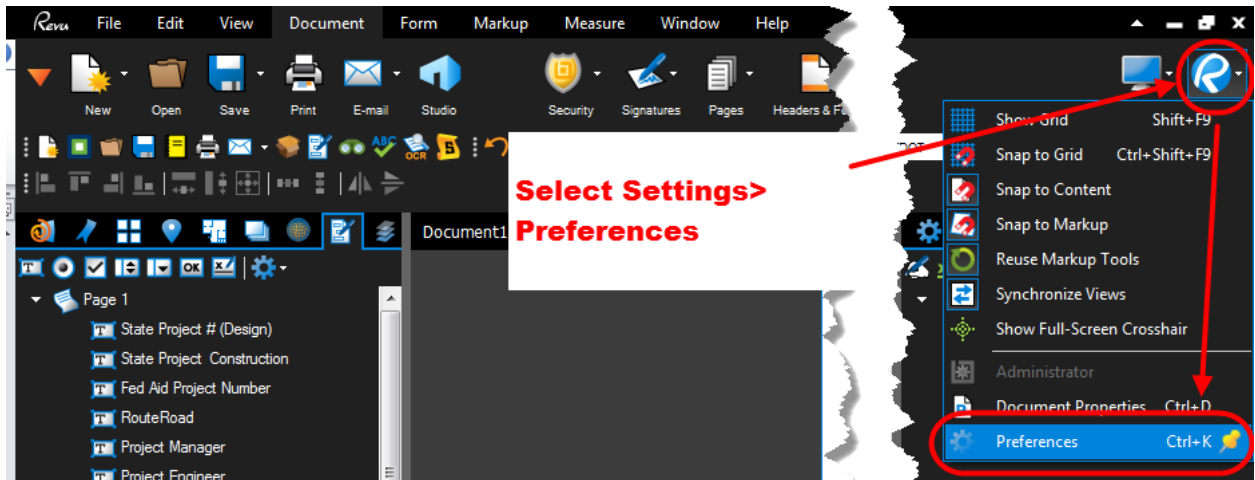 Revu File Edit View Document Form Markup Measure Window Help
New Open Save Print E-mail Studio Security Signatures Pages Headers &
ABC OCR
Select Settings>
Preferences
Document1
OK
Page 1
State Project # (Design)
State Project Construction
Fed Aid Project Number
RouteRoad
Project Manager
Project Engineer
Show Grid Shift+F9
Snap to Grid Ctrl+Shift+F9
Snap to Content
Snap to Markup
Reuse Markup Tools
Synchronize Views
Show Full-Screen Crosshair
Administrator
Document Properties Ctrl+D
Preferences Ctrl+K